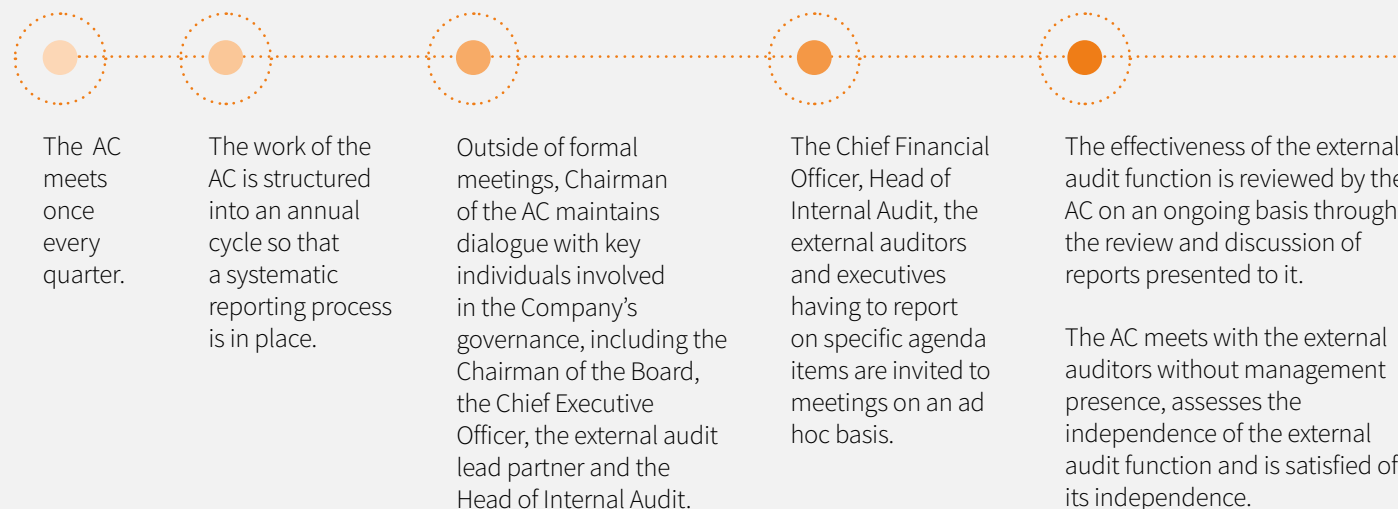 The AC
meets
once
every
quarter.
The work of the
AC is structured
into an annual
cycle so that
a systematic
reporting process
is in place.
Outside of formal
meetings, Chairman
of the AC maintains
dialogue with key
individuals involved
in the Company’s
governance, including the
Chairman of the Board,
the Chief Executive
Officer, the external audit
lead partner and the
Head of Internal Audit.
The Chief Financial
Officer, Head of
Internal Audit, the
external auditors
and executives
having to report
on specific agenda
items are invited to
meetings on an ad
hoc basis.
The effectiveness of the external
audit function is reviewed by the
AC on an ongoing basis through
the review and discussion of
reports presented to it.
The AC meets with the external
auditors without management
presence, assesses the
independence of the external
audit function and is satisfied of
its independence.